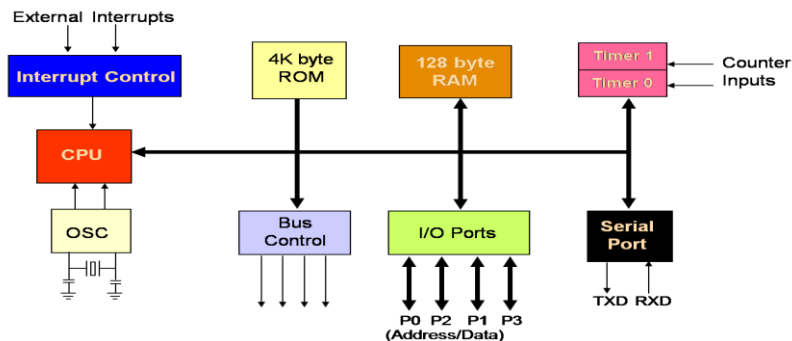 External Interrupts
Interrupt Control
4K byte
ROM
128 byte
RAM
Timer 1
Timer 0
Counter
Inputs
CPU
OSC
Bus
Control
I/O Ports
Serial
Port
P0 P2 P1 P3
(Address/Data)
TXD RXD